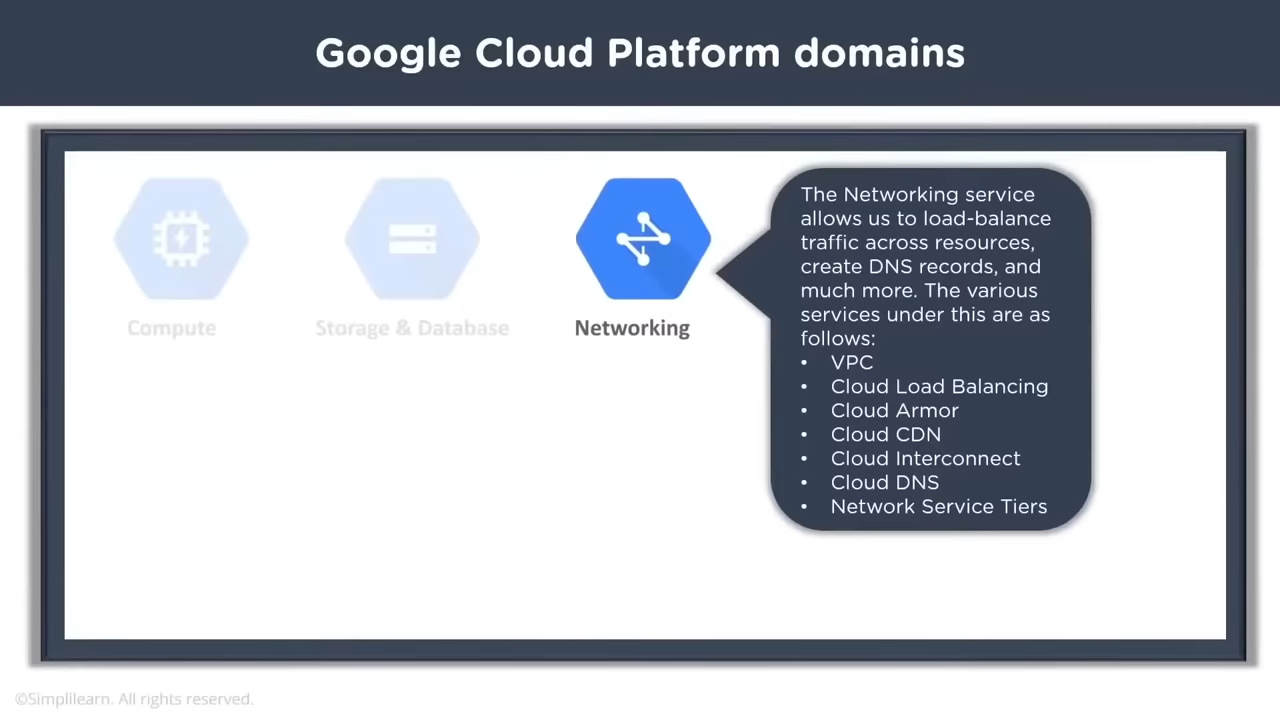 Google Cloud Platform domains
Compute
Storage & Database
Networking
The Networking service
allows us to load-balance
traffic across resources,
create DNS records, and
much more. The various
services under this are as
follows:
• VPC
• Cloud Load Balancing
• Cloud Armor
• Cloud CDN
• Cloud Interconnect
• Cloud DNS
• Network Service Tiers
©Simplilearn. All rights reserved.